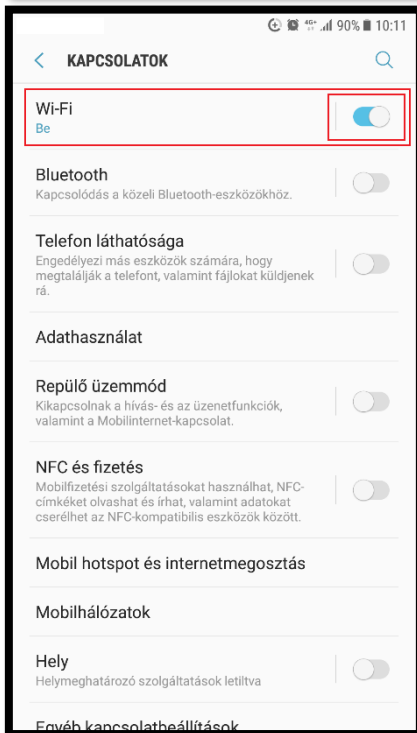 4G+ 90% 10:11
KAPCSOLATOK
Wi-Fi
Be
Bluetooth
Kapcsolódás a közeli Bluetooth-eszközökhöz.
Telefon láthatósága
Engedélyezi más eszközök számára, hogy
megtalálják a telefont, valamint fájlokat küldjenek
rá.
Adathasználat
Repülő üzemmód
Kikapcsolnak a hívás- és az üzenetfunkciók,
valamint a Mobilinternet-kapcsolat.
NFC és fizetés
Mobilfizetési szolgáltatásokat használhat, NFC-
címkéket olvashat és írhat, valamint adatokat
cserélhet az NFC-kompatibilis eszközök között.
Mobil hotspot és internetmegosztás
Mobilhálózatok
Hely
Helymeghatározó szolgáltatások letiltva
Egyéb kapcsolatbeállítások